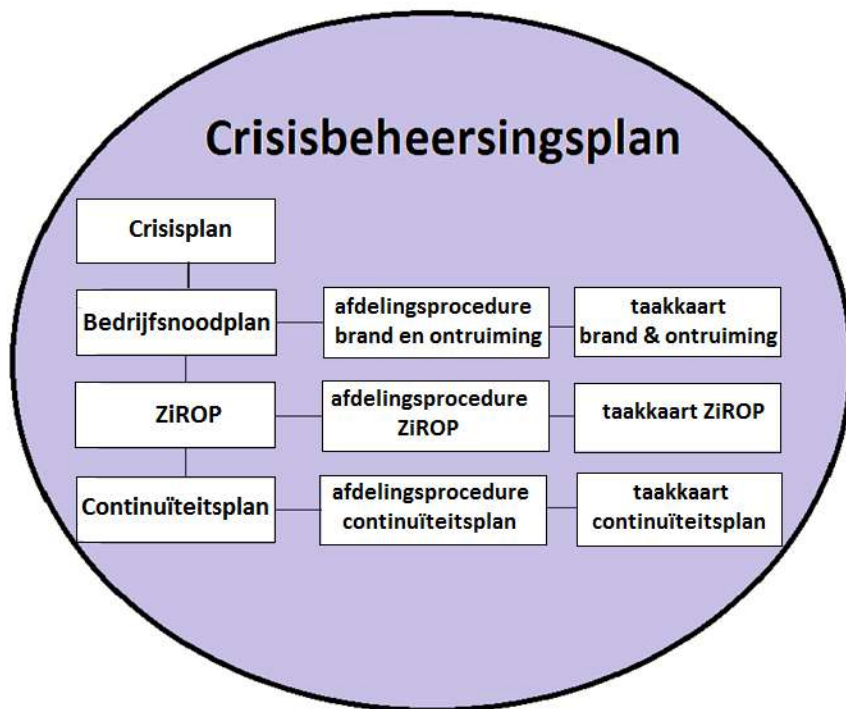 Crisisbeheersingsplan
Crisisplan
Bedrijfsnoodplan
afdelingsprocedure
brand en ontruiming
taakkaart
brand & ontruiming
ZiROP
afdelingsprocedure
ZiROP
taakkaart ZiROP
Continuïteitsplan
afdelingsprocedure
continuïteitsplan
taakkaart
continuïteitsplan